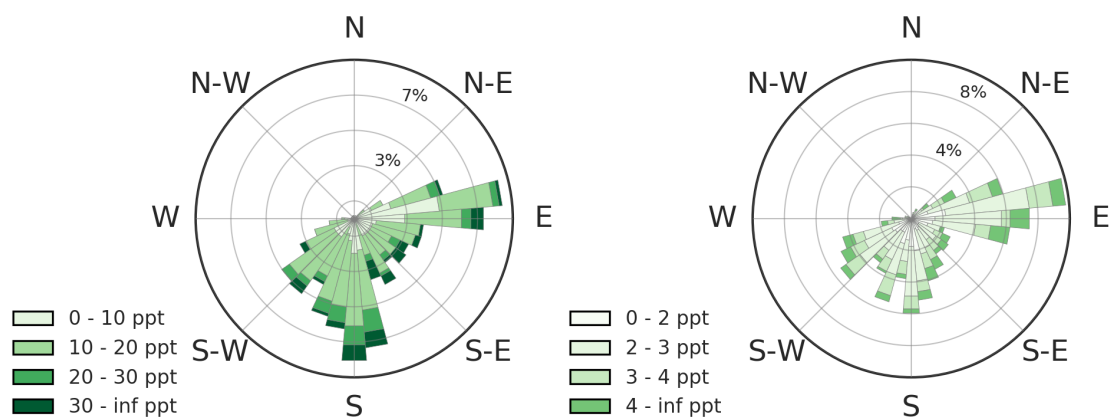 N
N-W
N-E
7%
3%
W
E
S-W
S-E
S
0 - 10 ppt
10 - 20 ppt
20 - 30 ppt
30 - inf ppt
N
N-W
N-E
8%
4%
W
E
S-W
S-E
S
0 - 2 ppt
2 - 3 ppt
3 - 4 ppt
4 - inf ppt